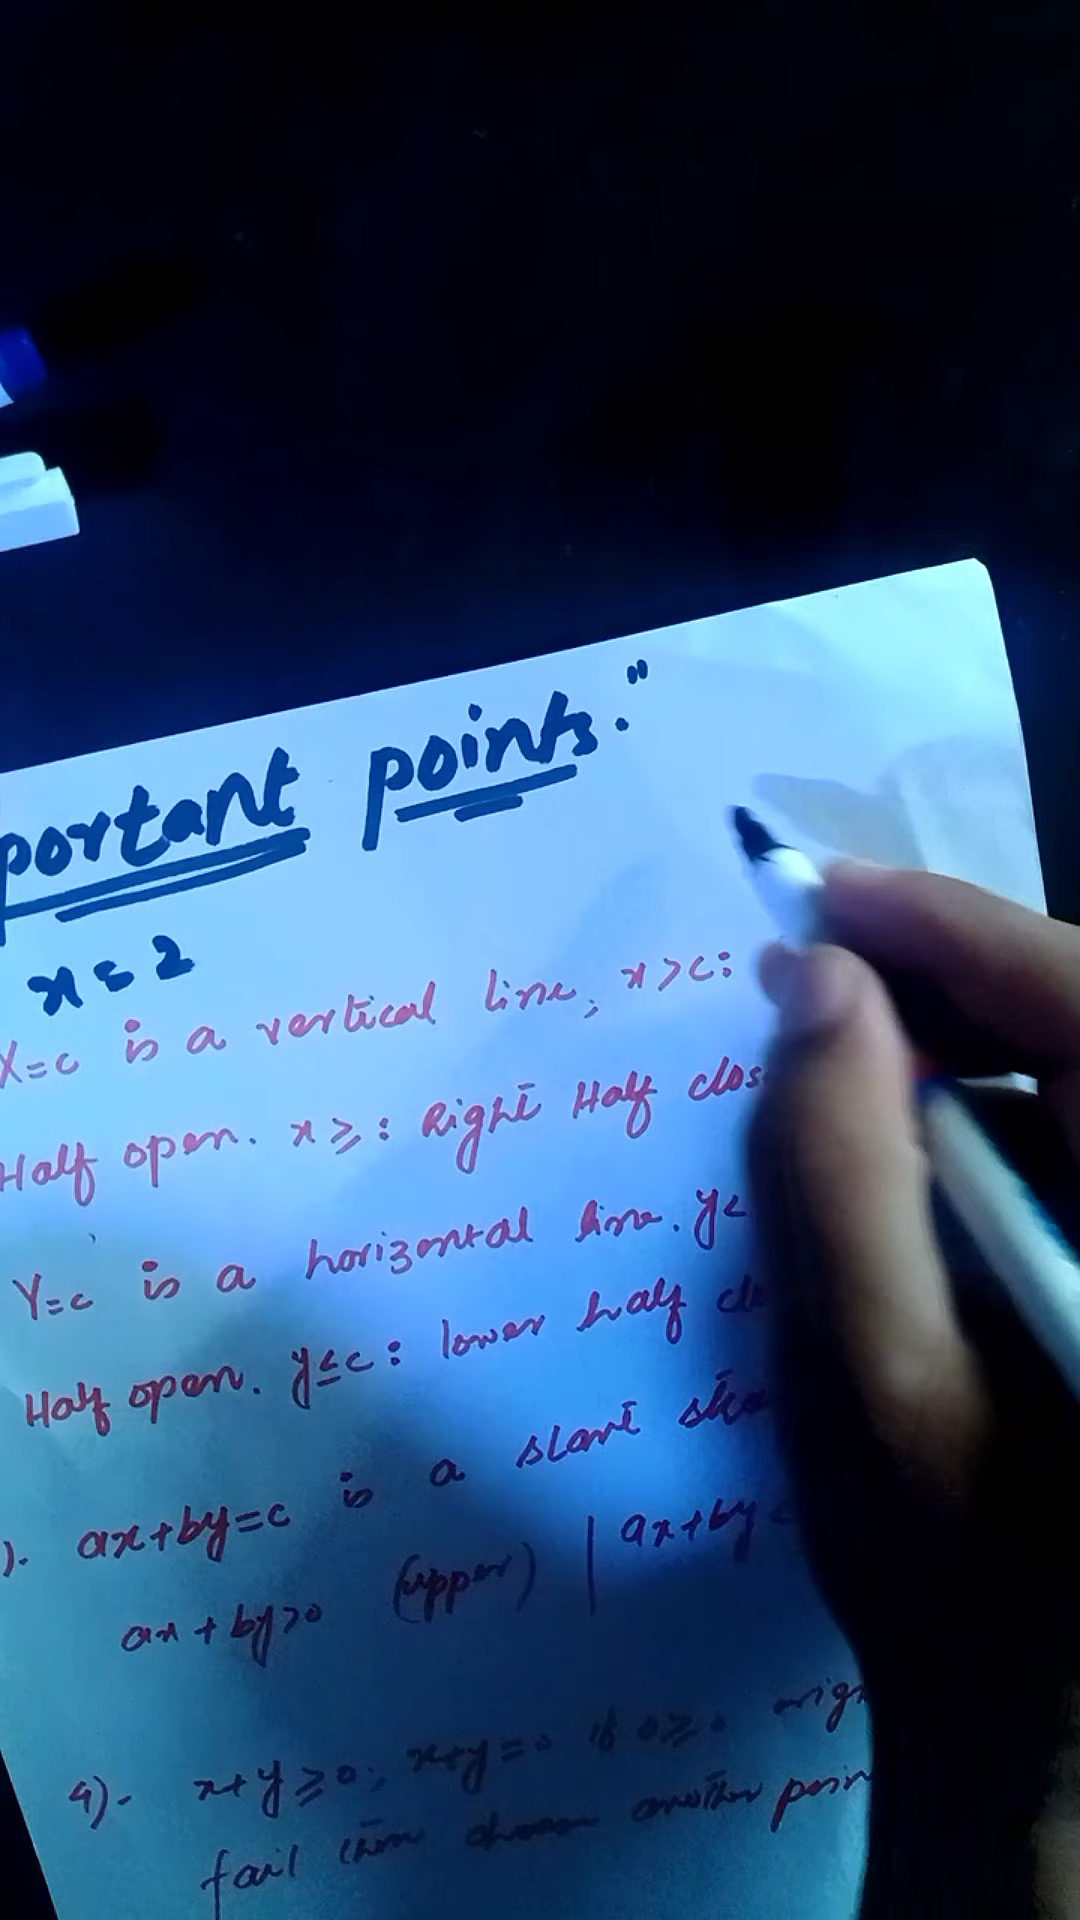 portant points."
x=2
X=c is a vertical line, x>c:
Half open. x≥: Right Half clos
Y=c is a horizontal line. y<
Half open. y≤c: lower half clo
). ax+by=c is a slant
ax+by>0 (upper) | ax+by
4). x+y≥0; x+y=0 if 0≥0
fail then choose another poin